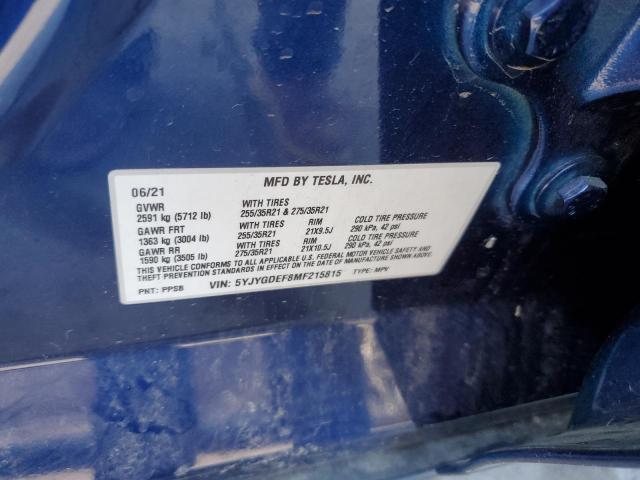 MFD BY TESLA, INC.
06/21
GVWR WITH TIRES
2591 kg (5712 lb) 255/35R21 & 275/35R21
GAWR FRT WITH TIRES RIM COLD TIRE PRESSURE
1363 kg (3004 lb) 255/35R21 21X9.5J 290 kPa, 42 psi
GAWR RR WITH TIRES RIM COLD TIRE PRESSURE
1590 kg (3505 lb) 275/35R21 21X10.5J 290 kPa, 42 psi
THIS VEHICLE CONFORMS TO ALL APPLICABLE U.S. FEDERAL MOTOR VEHICLE SAFETY AND
THEFT PREVENTION STANDARDS IN EFFECT ON THE DATE OF MANUFACTURE SHOWN ABOVE.
PNT: PPSB VIN: 5YJYGDEF8MF215815 TYPE: MPV